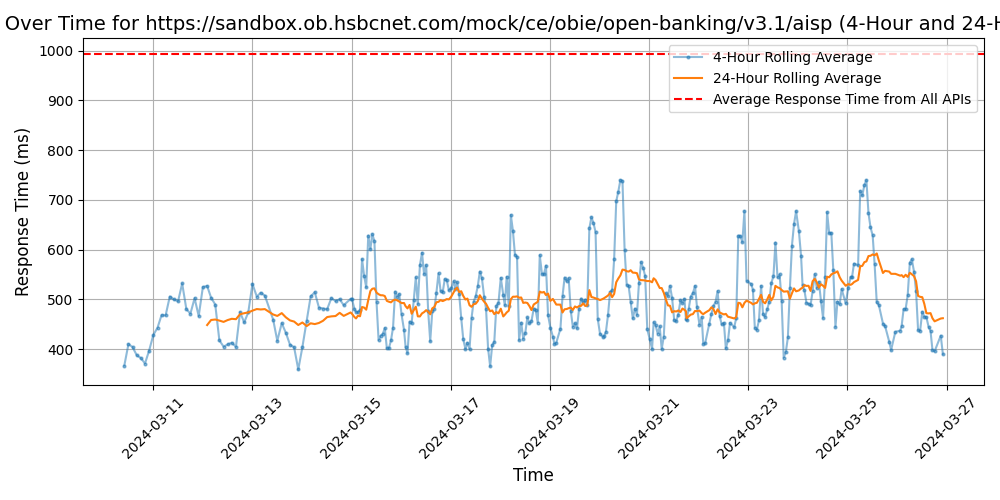 Over Time for https://sandbox.ob.hsbcnet.com/mock/ce/obie/open-banking/v3.1/aisp (4-Hour and 24-H
4-Hour Rolling Average
24-Hour Rolling Average
Average Response Time from All APIs
Response Time (ms)
1000
900
800
700
600
500
400
2024-03-11
2024-03-13
2024-03-15
2024-03-17
2024-03-19
2024-03-21
2024-03-23
2024-03-25
2024-03-27
Time